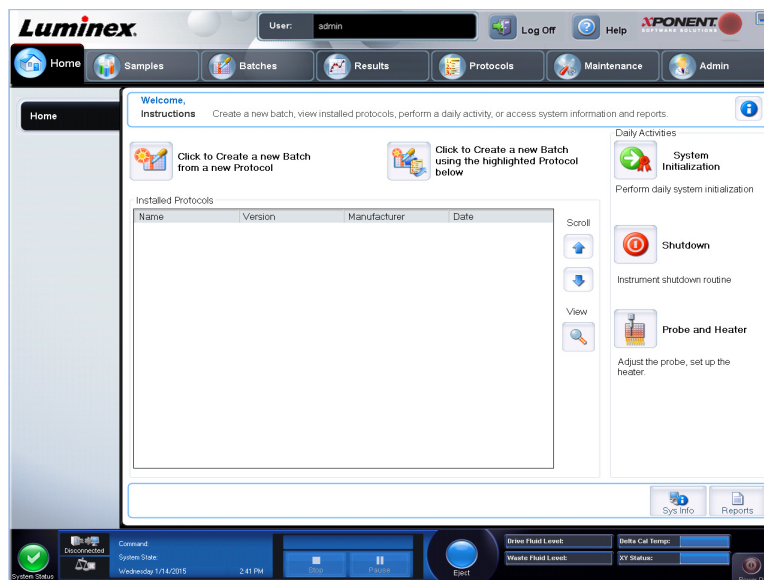 Luminex.
User: admin
Log Off
Help
XPONENT.
SOFTWARE SOLUTIONS
Home
Samples
Batches
Results
Protocols
Maintenance
Admin
Home
Welcome,
Instructions Create a new batch, view installed protocols, perform a daily activity, or access system information and reports.
Click to Create a new Batch
from a new Protocol
Click to Create a new Batch
using the highlighted Protocol
below
Installed Protocols
Name Version Manufacturer Date
Scroll
View
Daily Activities
System
Initialization
Perform daily system initialization
Shutdown
Instrument shutdown routine
Probe and Heater
Adjust the probe, set up the
heater.
Sys Info
Reports
System Status
Disconnected
Command:
System State:
Wednesday 1/14/2015 2:41 PM
Stop
Pause
Eject
Drive Fluid Level:
Waste Fluid Level:
Delta Cal Temp:
XY Status: